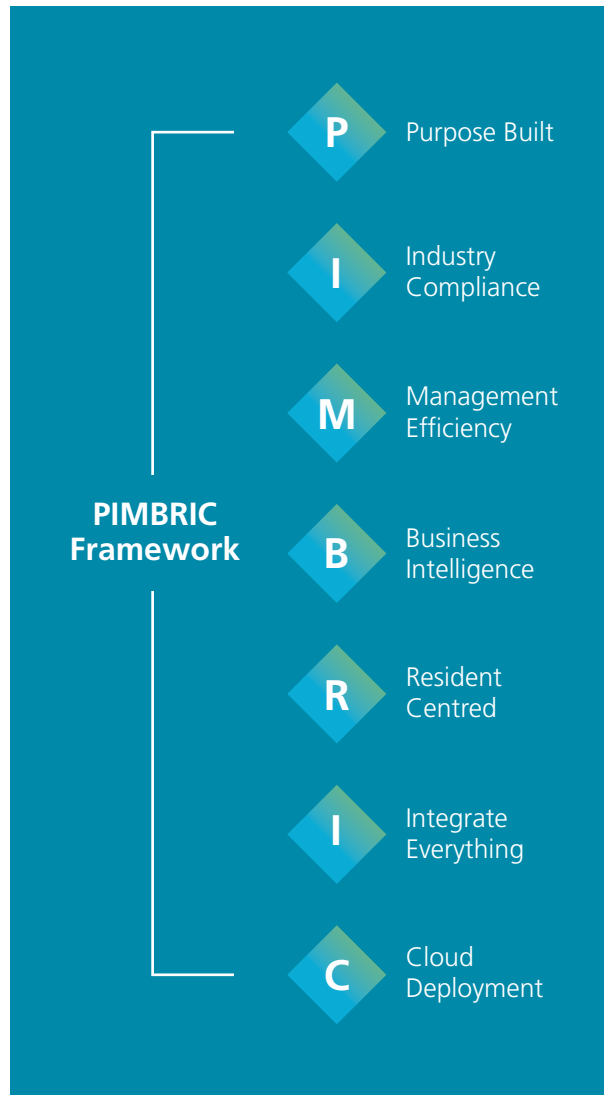 PIMBRIC
Framework
P
Purpose Built
I
Industry
Compliance
M
Management
Efficiency
B
Business
Intelligence
R
Resident
Centred
I
Integrate
Everything
C
Cloud
Deployment